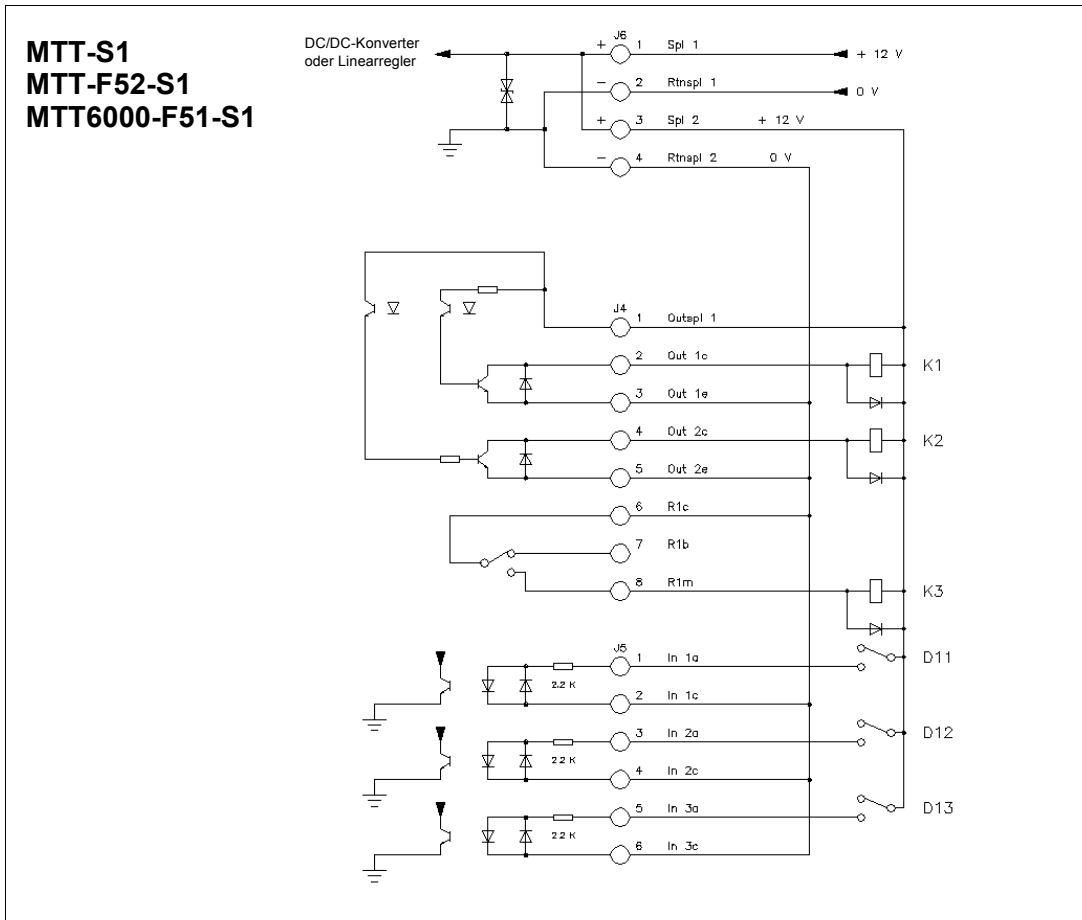 MTT-S1
MTT-F52-S1
MTT6000-F51-S1
DC/DC-Konverter
oder Linearregler
J6
+ 1 Spl 1 + 12 V
- 2 Rtnspl 1 0 V
+ 3 Spl 2 + 12 V
- 4 Rtnspl 2 0 V
J4
1 Outspl 1
2 Out 1c K1
3 Out 1e
4 Out 2c K2
5 Out 2e
6 R1c
7 R1b
8 R1m K3
J5
1 In 1a D11
2.2 K
2 In 1c
3 In 2a D12
2.2 K
4 In 2c
5 In 3a D13
2.2 K
6 In 3c